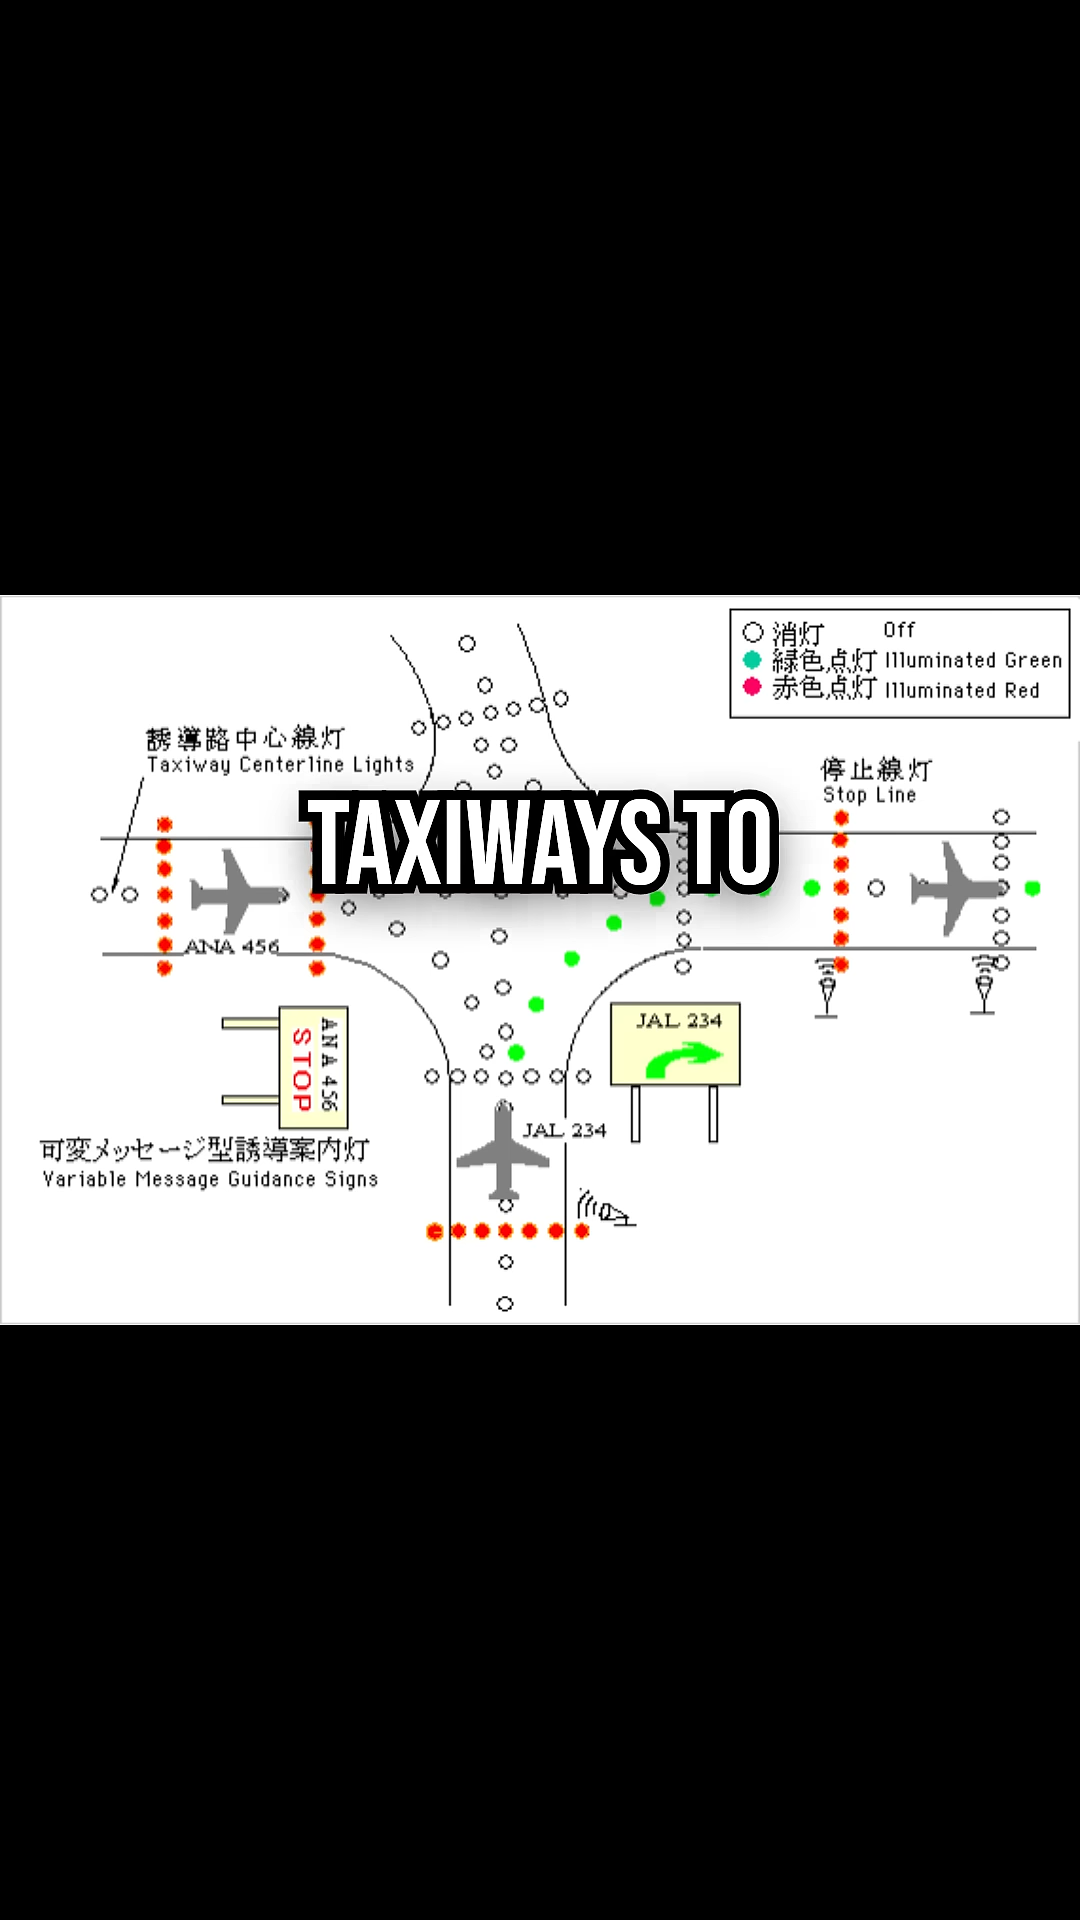 消灯 Off
緑色点灯 Illuminated Green
赤色点灯 Illuminated Red
誘導路中心線灯
Taxiway Centerline Lights
停止線灯
Stop Line
TAXIWAYS TO
ANA 456
JAL 234
ANA 456
STOP
JAL 234
可変メッセージ型誘導案内灯
Variable Message Guidance Signs